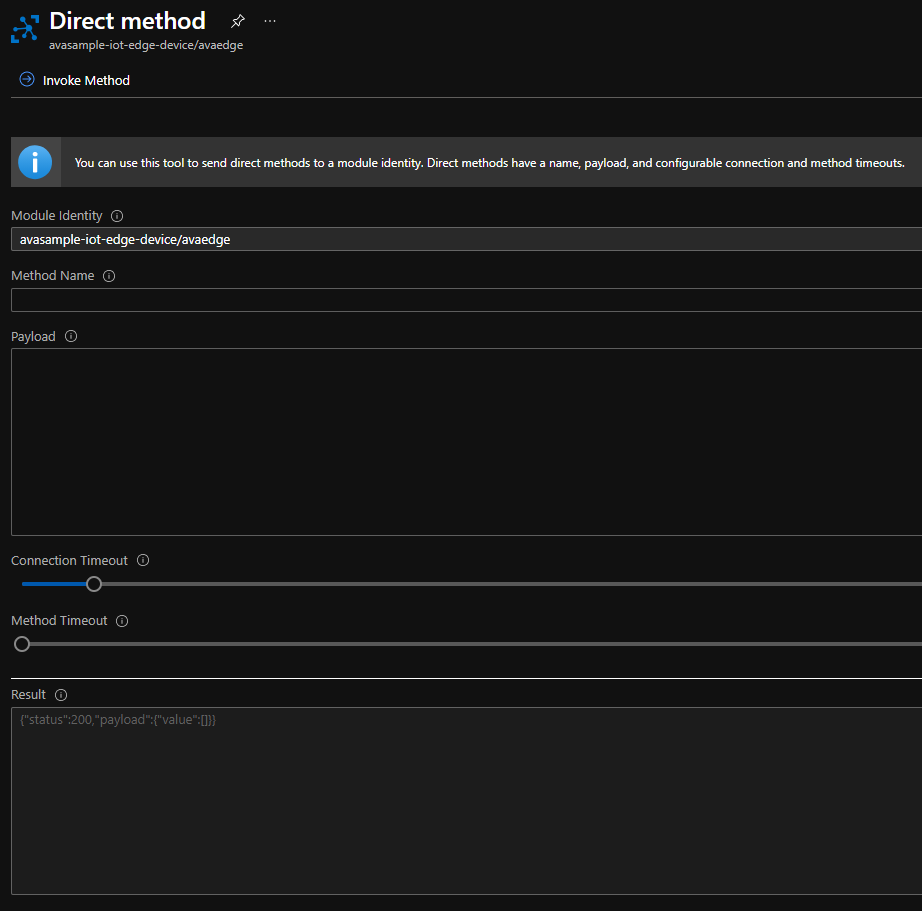 Direct method
avasample-iot-edge-device/avaedge
Invoke Method
You can use this tool to send direct methods to a module identity. Direct methods have a name, payload, and configurable connection and method timeouts.
Module Identity
avasample-iot-edge-device/avaedge
Method Name
Payload
Connection Timeout
Method Timeout
Result
{"status":200,"payload":{"value":[]}}